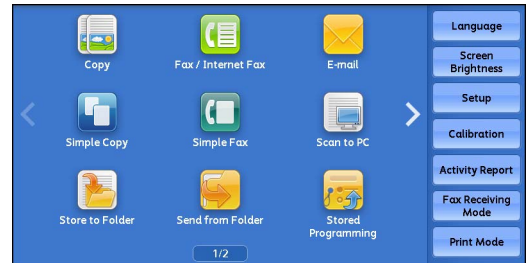 Copy
Fax / Internet Fax
E-mail
Simple Copy
Simple Fax
Scan to PC
Store to Folder
Send from Folder
Stored
Programming
1/2
Language
Screen
Brightness
Setup
Calibration
Activity Report
Fax Receiving
Mode
Print Mode